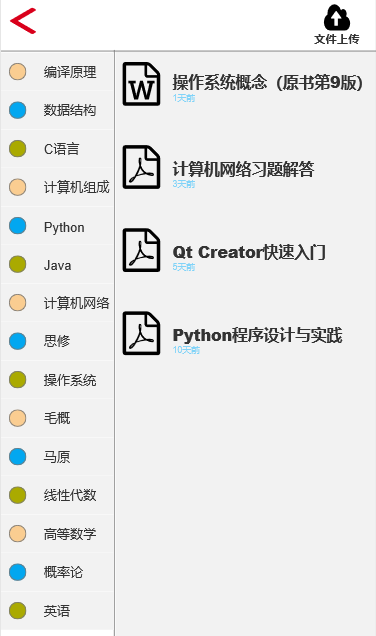 文件上传
编译原理
数据结构
C语言
计算机组成
Python
Java
计算机网络
思修
操作系统
毛概
马原
线性代数
高等数学
概率论
英语
W
操作系统概念（原书第9版）
1天前
计算机网络习题解答
3天前
Qt Creator快速入门
5天前
Python程序设计与实践
10天前